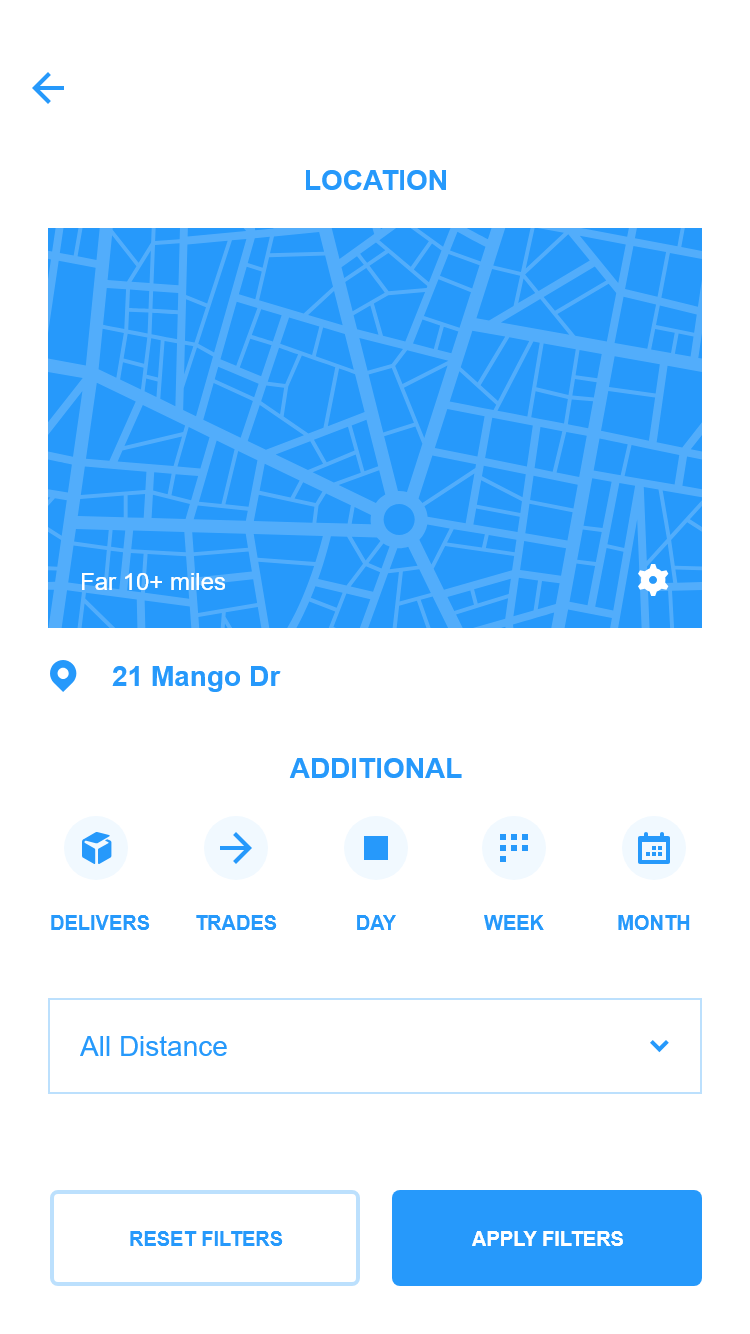 LOCATION
Far 10+ miles
21 Mango Dr
ADDITIONAL
DELIVERS TRADES DAY WEEK MONTH
All Distance
RESET FILTERS APPLY FILTERS